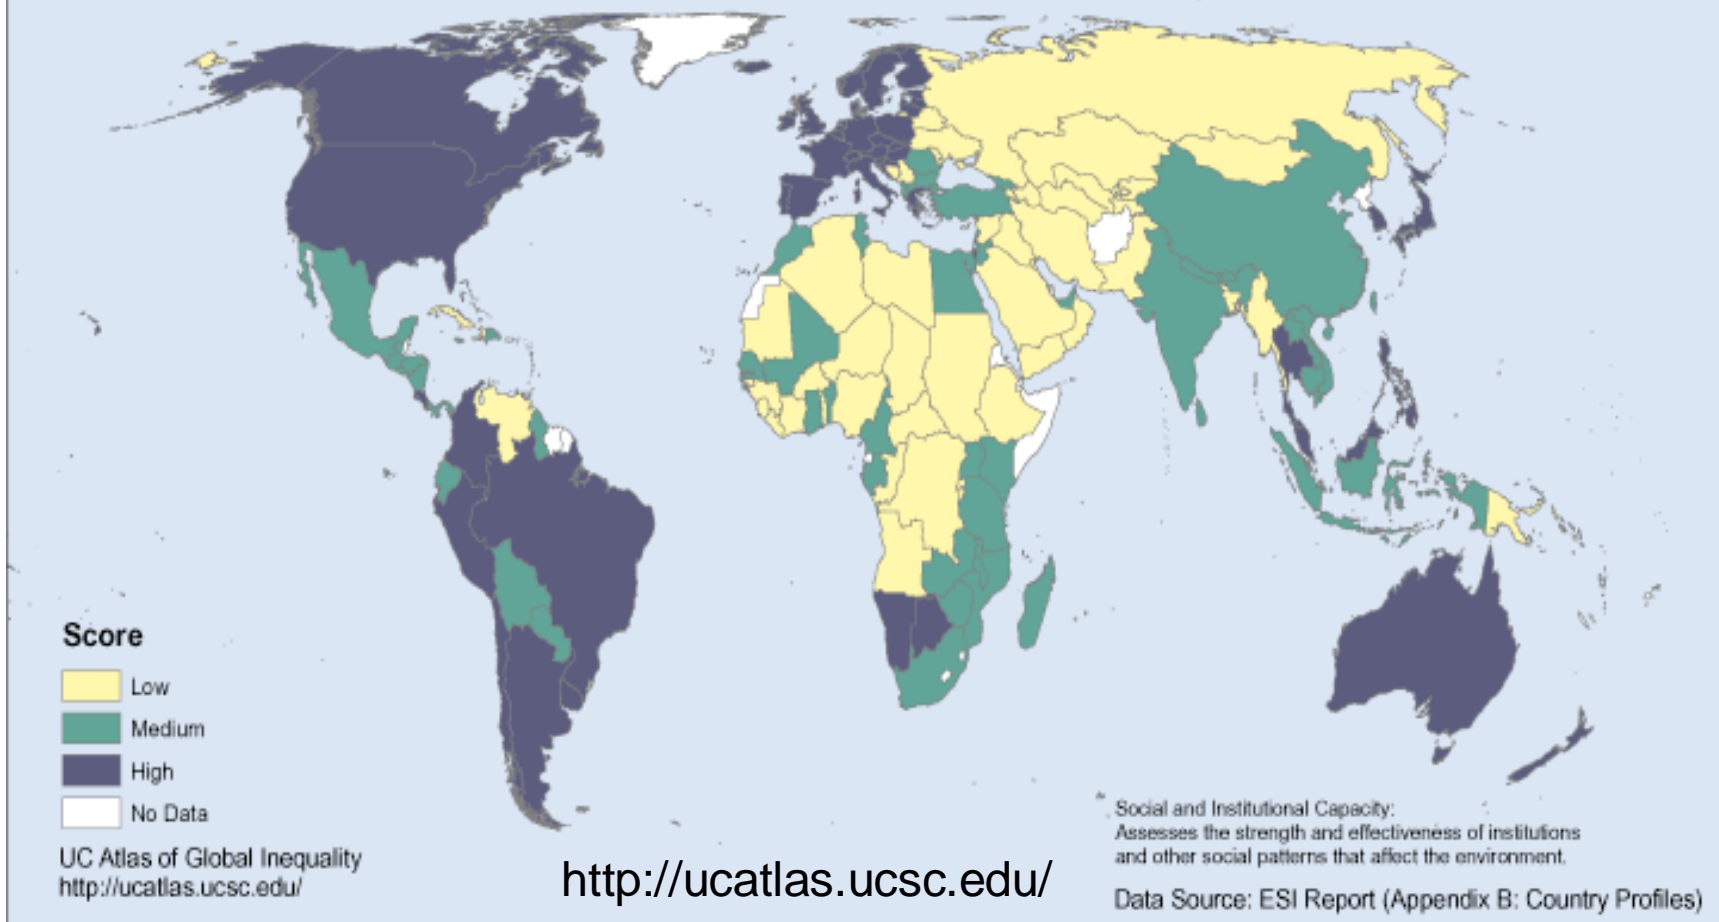 Score
Low
Medium
High
No Data
UC Atlas of Global Inequality
http://ucatlas.ucsc.edu/
http://ucatlas.ucsc.edu/
Social and Institutional Capacity:
Assesses the strength and effectiveness of institutions
and other social patterns that affect the environment.
Data Source: ESI Report (Appendix B: Country Profiles)